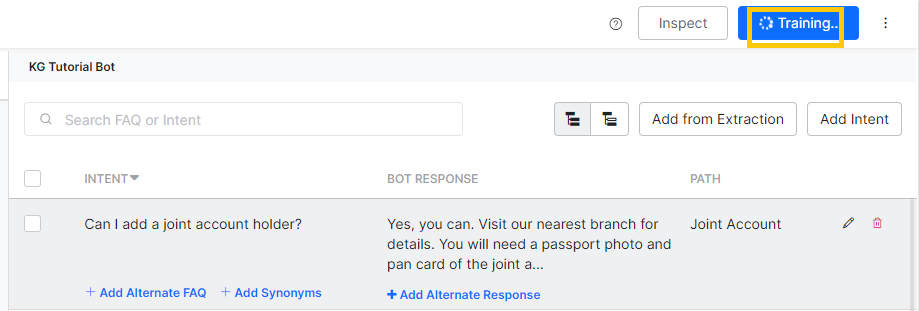 Inspect
Training...
KG Tutorial Bot
Search FAQ or Intent
Add from Extraction
Add Intent
INTENT
BOT RESPONSE
PATH
Can I add a joint account holder?
Yes, you can. Visit our nearest branch for
details. You will need a passport photo and
pan card of the joint a...
Joint Account
+ Add Alternate FAQ
+ Add Synonyms
+ Add Alternate Response